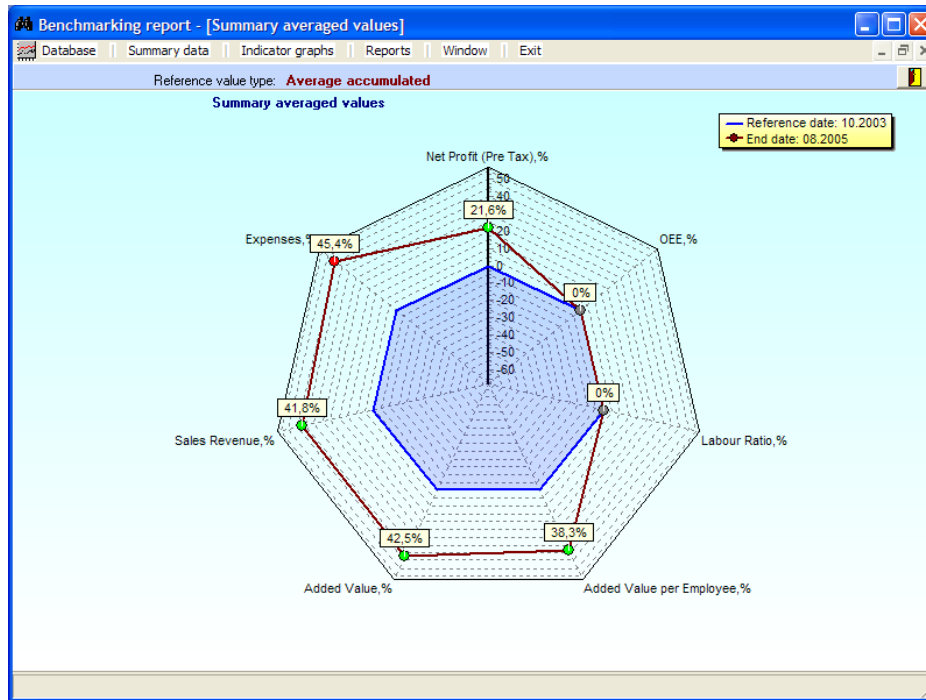 Benchmarking report - [Summary averaged values]
Database Summary data Indicator graphs Reports Window Exit
Reference value type: Average accumulated
Summary averaged values
Reference date: 10.2003
End date: 08.2005
Net Profit (Pre Tax),%
50
40
21,6%
20
10
0
-10
-20
-30
-40
-50
-60
Expenses,%
45,4%
OEE,%
0%
0%
41,8%
Sales Revenue,%
Labour Ratio,%
42,5%
38,3%
Added Value,%
Added Value per Employee,%